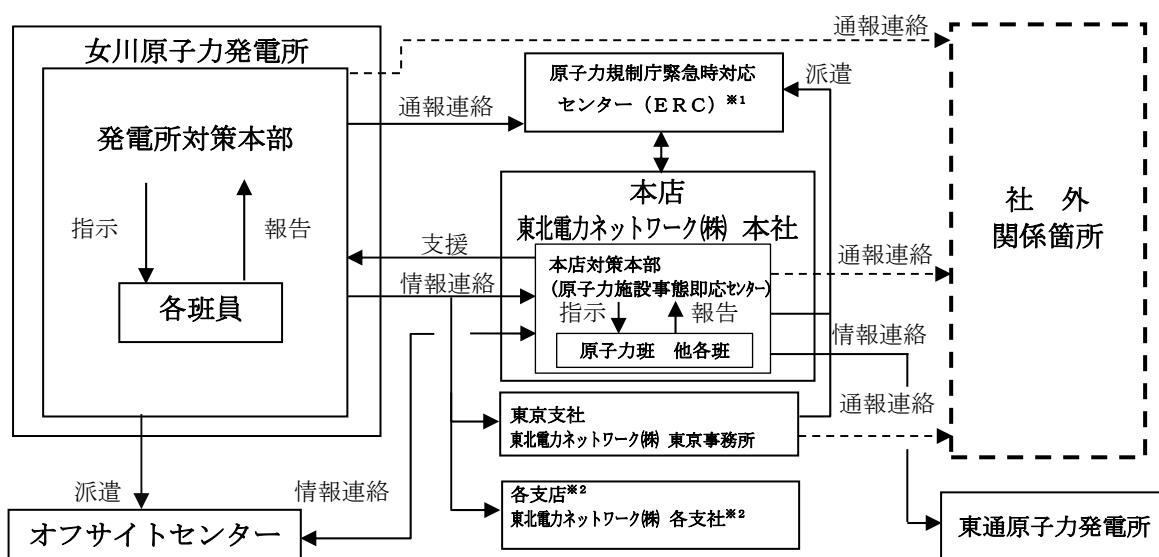 女川原子力発電所
発電所対策本部
指示
報告
各班員
派遣
オフサイトセンター
通報連絡
通報連絡
支援
情報連絡
情報連絡
原子力規制庁緊急時対応
センター（ERC）※1
派遣
本店
東北電力ネットワーク㈱ 本社
本店対策本部
(原子力施設事態即応センター)
指示
報告
原子力班 他各班
東京支社
東北電力ネットワーク㈱ 東京事務所
各支店※2
東北電力ネットワーク㈱ 各支社※2
通報連絡
情報連絡
通報連絡
社 外
関係箇所
東通原子力発電所